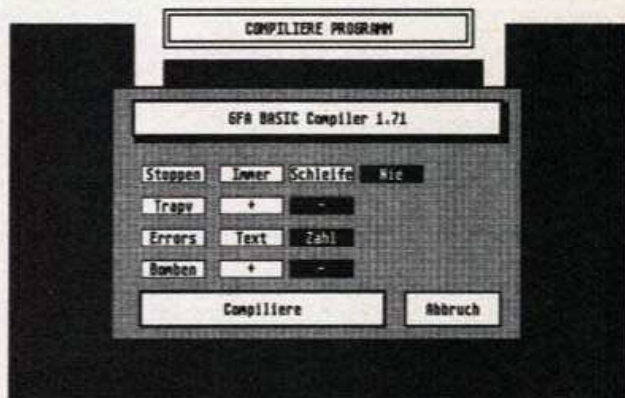 COMPILIERE PROGRAMM
GFA BASIC Compiler 1.71
Stoppen Immer Schleife Nie
Trapv + -
Errors Text Zahl
Bomben + -
Compiliere Abbruch